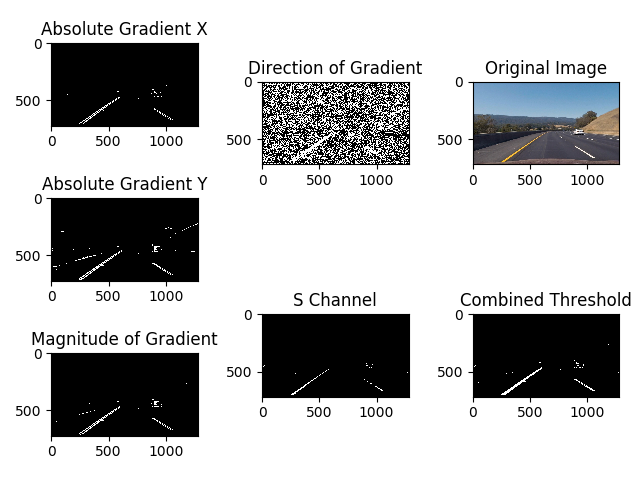 Absolute Gradient X
0
500
0 500 1000
Absolute Gradient Y
0
500
0 500 1000
Magnitude of Gradient
0
500
0 500 1000
Direction of Gradient
0
500
0 500 1000
S Channel
0
500
0 500 1000
Original Image
0
500
0 500 1000
Combined Threshold
0
500
0 500 1000